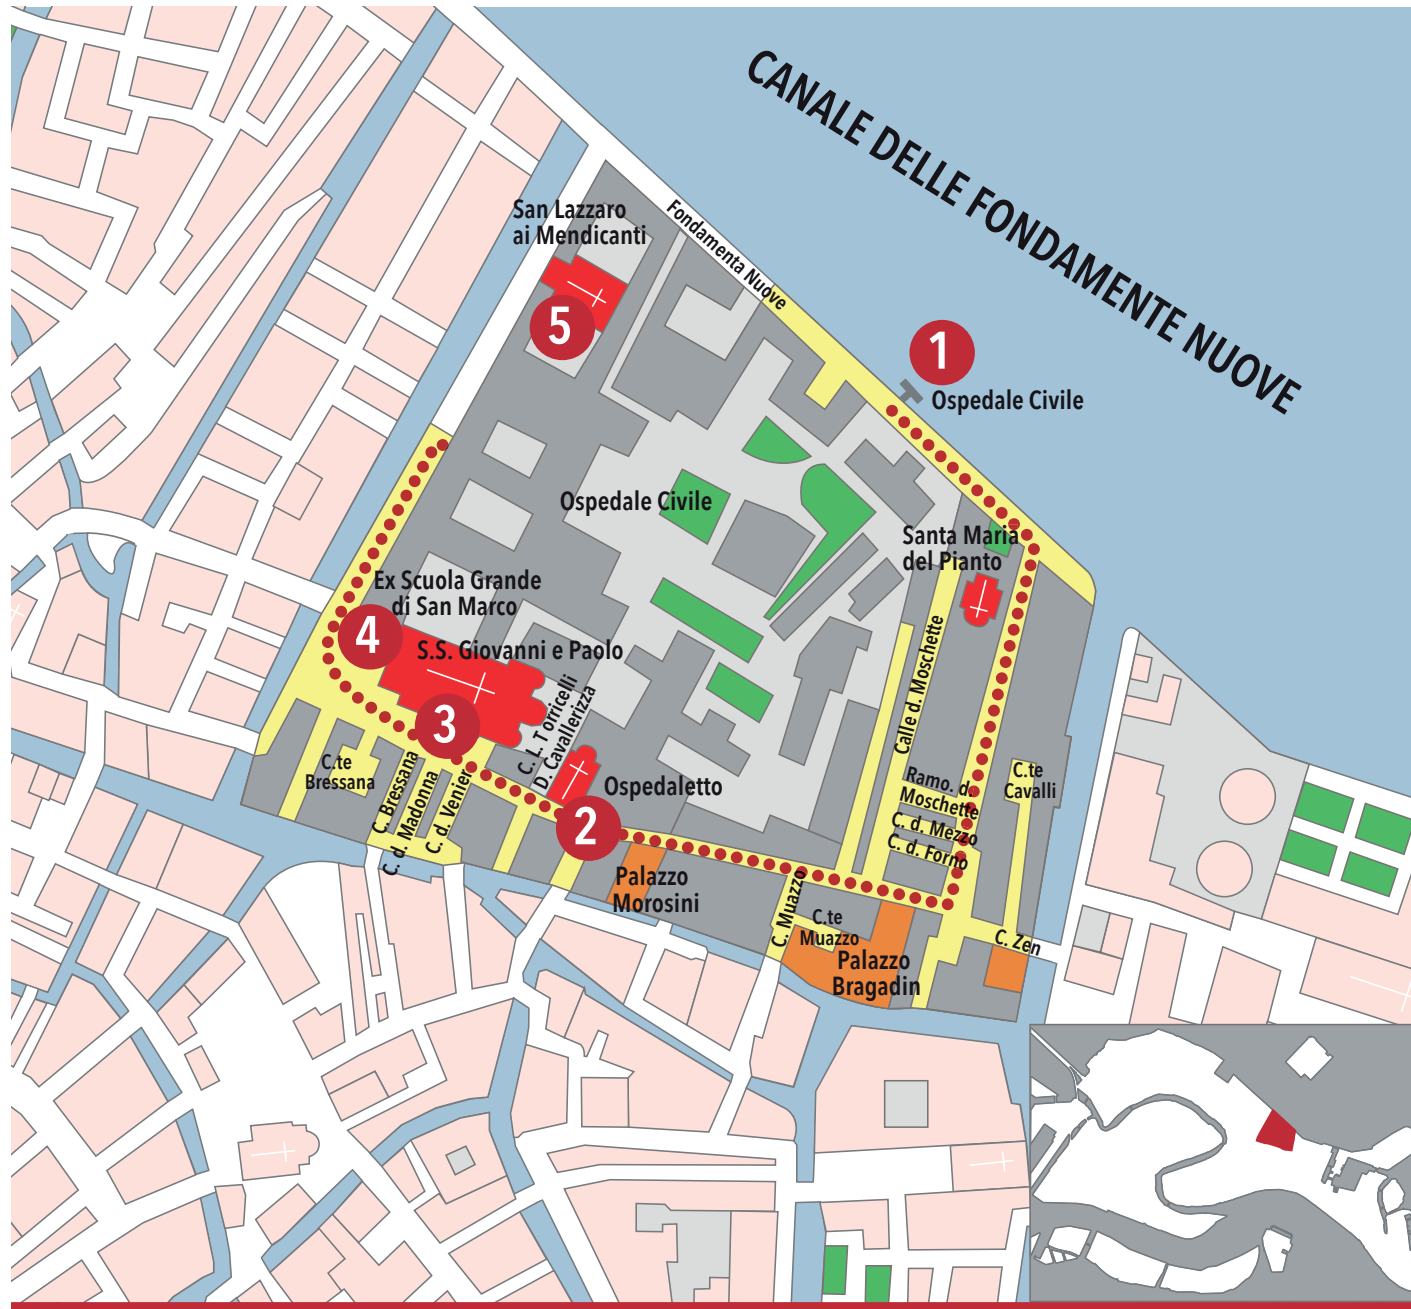 CANALE DELLE FONDAMENTE NUOVE
San Lazzaro
ai Mendicanti
Fondamenta Nuove
5
1
Ospedale Civile
Ospedale Civile
Santa Maria
del Pianto
Ex Scuola Grande
di San Marco
4
S.S. Giovanni e Paolo
3
C. L. Torricelli
D. Cavallerizza
Calle d. Moschette
C.te
Bressana
C. Bressana
C. d. Madonna
C. d. Venier
Ospedaletto
2
Ramo. d.
Moschette
C. d. Mezzo
C. d. Forno
C.te
Cavalli
Palazzo
Morosini
C. Muazzo
C.te
Muazzo
Palazzo
Bragadin
C. Zen